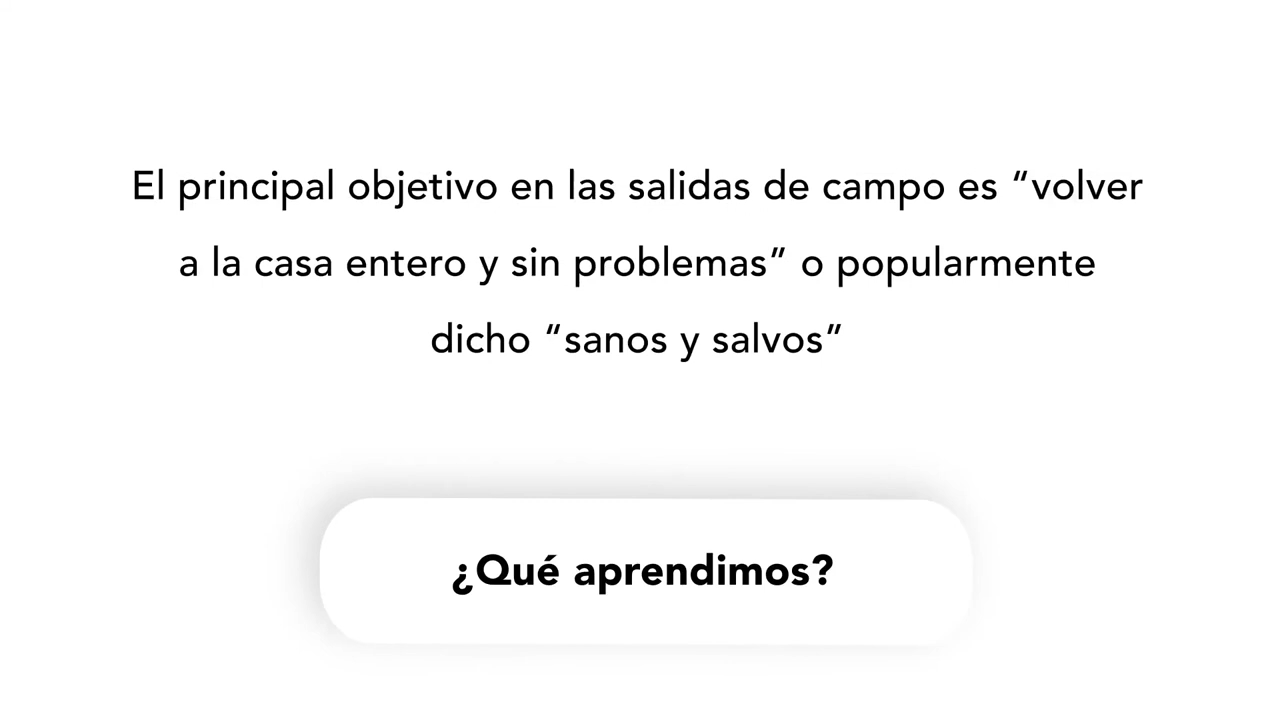 El principal objetivo en las salidas de campo es “volver
a la casa entero y sin problemas” o popularmente
dicho “sanos y salvos”
¿Qué aprendimos?